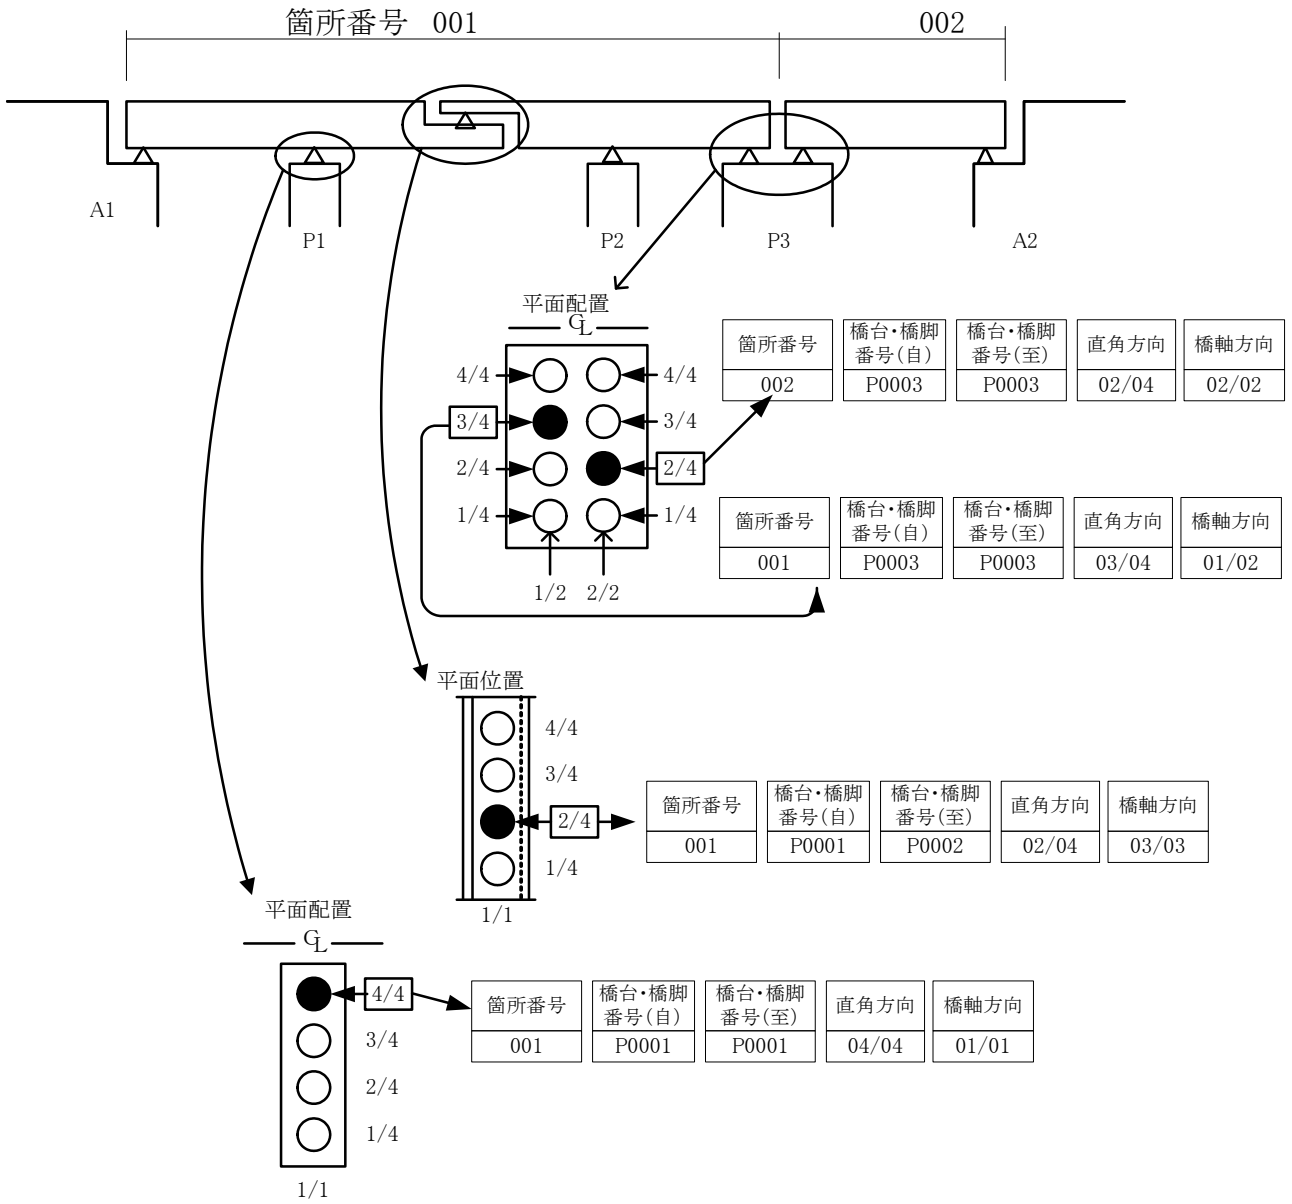 箇所番号 001
002
A1
P1
P2
P3
A2
平面配置
CL
4/4
3/4
2/4
1/4
4/4
3/4
2/4
1/4
1/2 2/2
箇所番号 橋台・橋脚番号(自) 橋台・橋脚番号(至) 直角方向 橋軸方向
002 P0003 P0003 02/04 02/02
箇所番号 橋台・橋脚番号(自) 橋台・橋脚番号(至) 直角方向 橋軸方向
001 P0003 P0003 03/04 01/02
平面位置
4/4
3/4
2/4
1/4
1/1
箇所番号 橋台・橋脚番号(自) 橋台・橋脚番号(至) 直角方向 橋軸方向
001 P0001 P0002 02/04 03/03
平面配置
CL
4/4
3/4
2/4
1/4
1/1
箇所番号 橋台・橋脚番号(自) 橋台・橋脚番号(至) 直角方向 橋軸方向
001 P0001 P0001 04/04 01/01